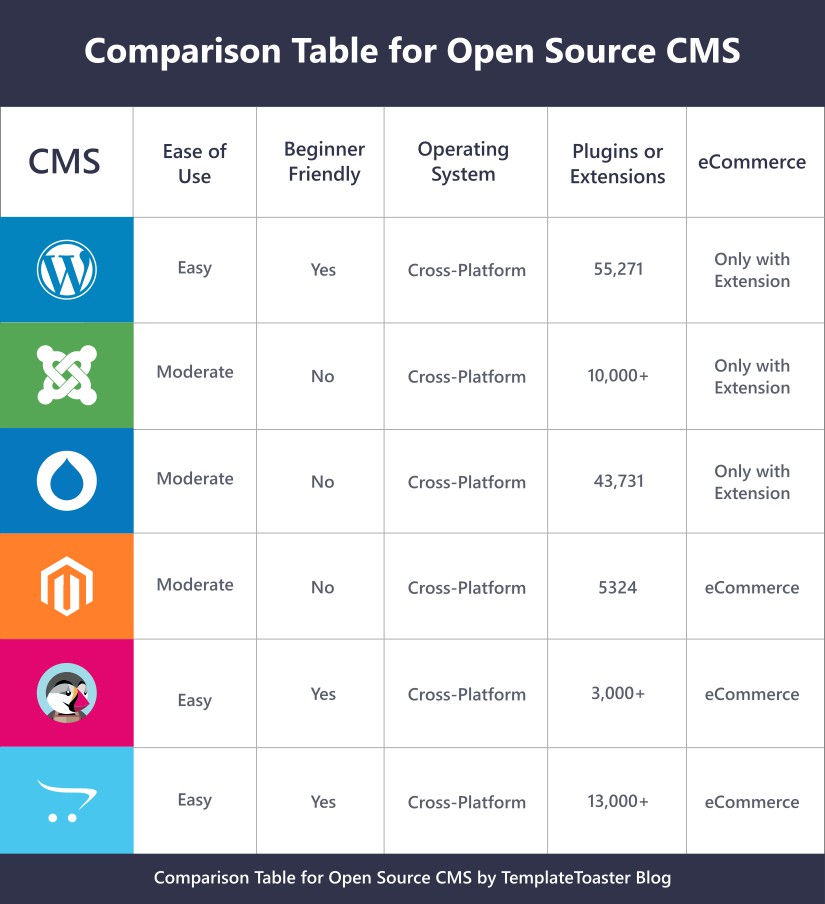 Comparison Table for Open Source CMS
CMS
Ease of
Use
Beginner
Friendly
Operating
System
Plugins or
Extensions
eCommerce
Easy
Yes
Cross-Platform
55,271
Only with
Extension
Moderate
No
Cross-Platform
10,000+
Only with
Extension
Moderate
No
Cross-Platform
43,731
Only with
Extension
Moderate
No
Cross-Platform
5324
eCommerce
Easy
Yes
Cross-Platform
3,000+
eCommerce
Easy
Yes
Cross-Platform
13,000+
eCommerce
Comparison Table for Open Source CMS by TemplateToaster Blog